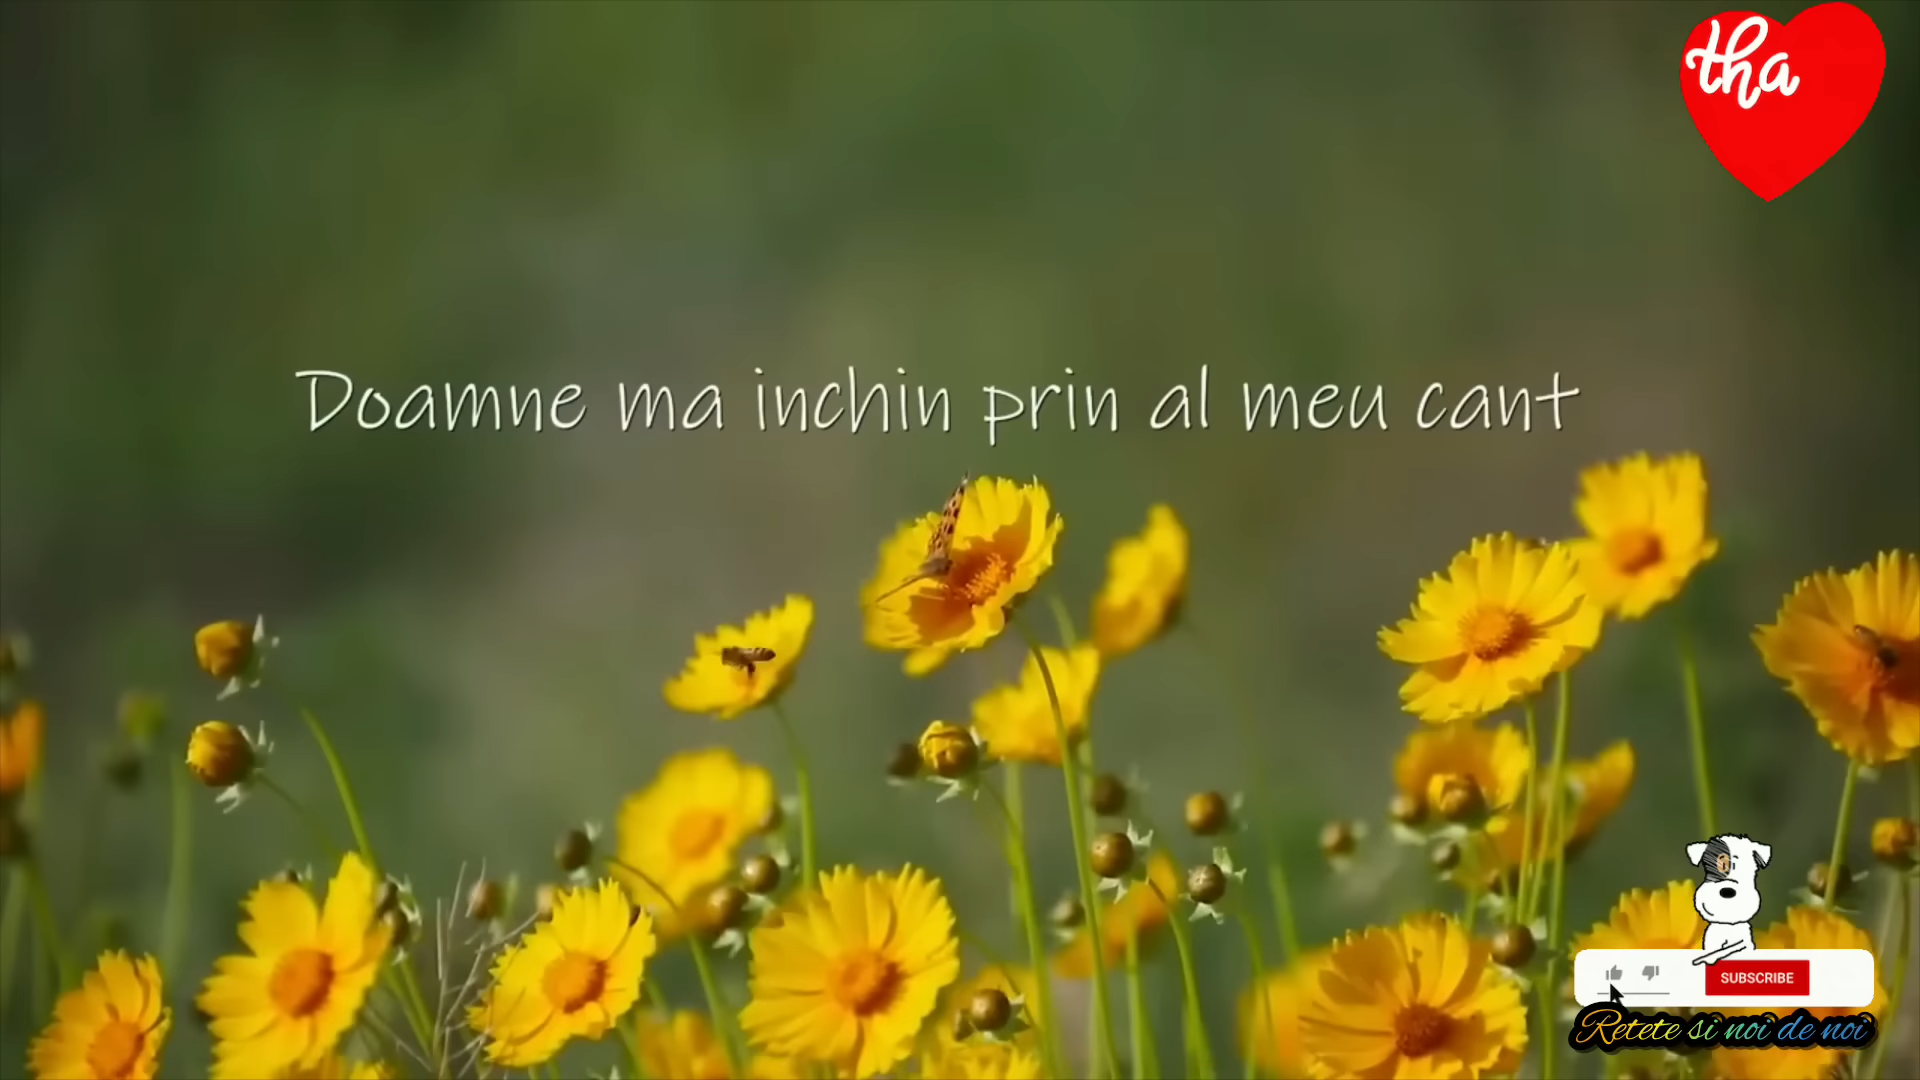 tha
Doamne ma inchin prin al meu cant
SUBSCRIBE
Retete si noi de noi